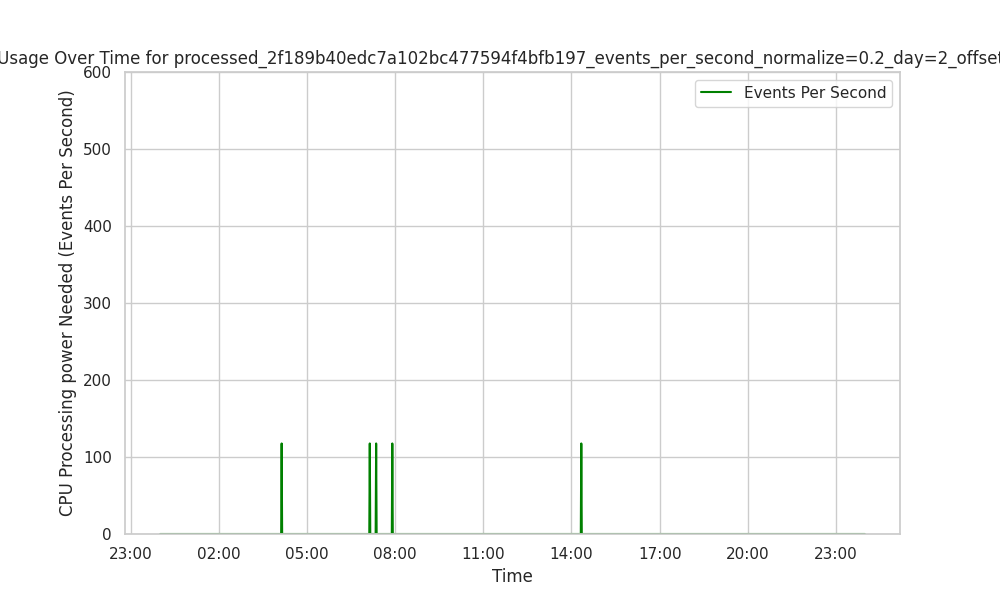 Usage Over Time for processed_2f189b40edc7a102bc477594f4bfb197_events_per_second_normalize=0.2_day=2_offset
Events Per Second
CPU Processing power Needed (Events Per Second)
600
500
400
300
200
100
0
23:00 02:00 05:00 08:00 11:00 14:00 17:00 20:00 23:00
Time